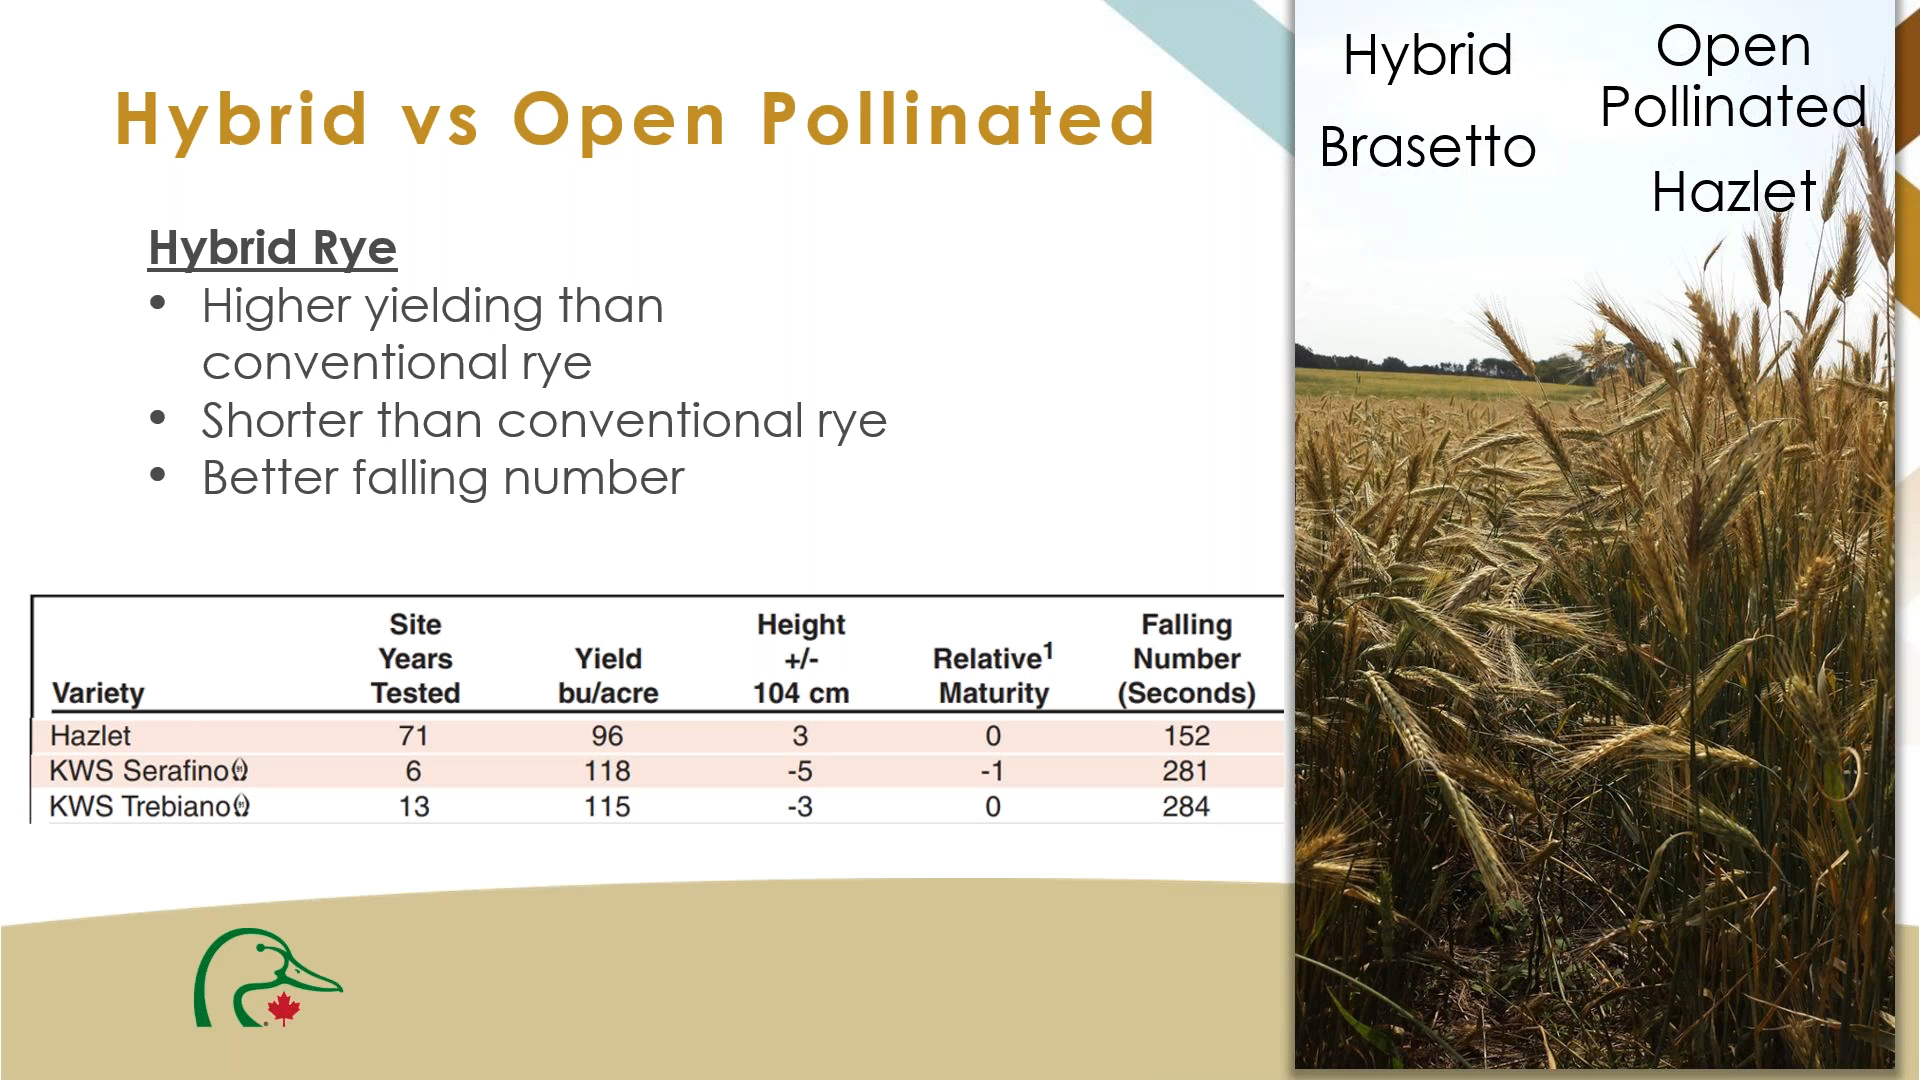 Hybrid vs Open Pollinated
Hybrid Rye
• Higher yielding than
conventional rye
• Shorter than conventional rye
• Better falling number
Variety Site Years Tested Yield bu/acre Height +/- 104 cm Relative¹ Maturity Falling Number (Seconds)
Hazlet 71 96 3 0 152
KWS Serafino 6 118 -5 -1 281
KWS Trebiano 13 115 -3 0 284
Hybrid
Brasetto
Open
Pollinated
Hazlet